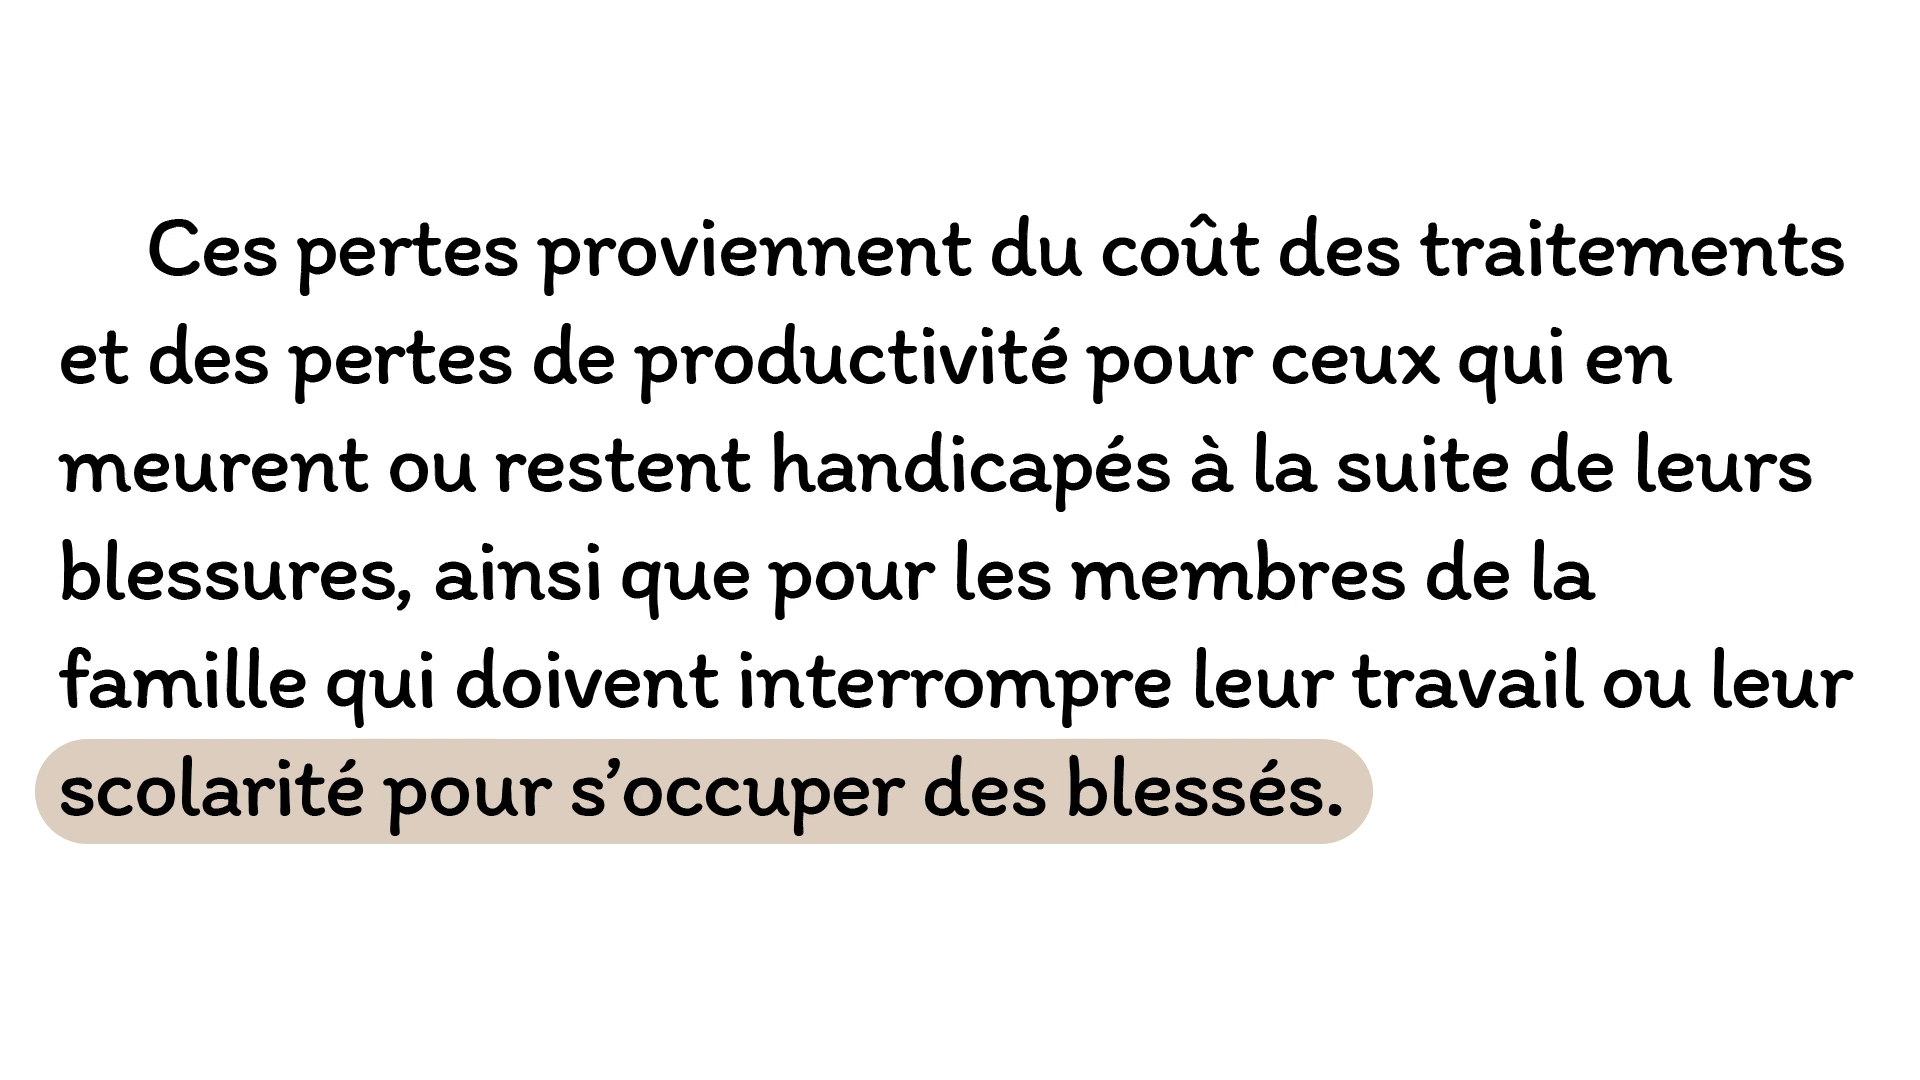 Ces pertes proviennent du coût des traitements
et des pertes de productivité pour ceux qui en
meurent ou restent handicapés à la suite de leurs
blessures, ainsi que pour les membres de la
famille qui doivent interrompre leur travail ou leur
scolarité pour s’occuper des blessés.